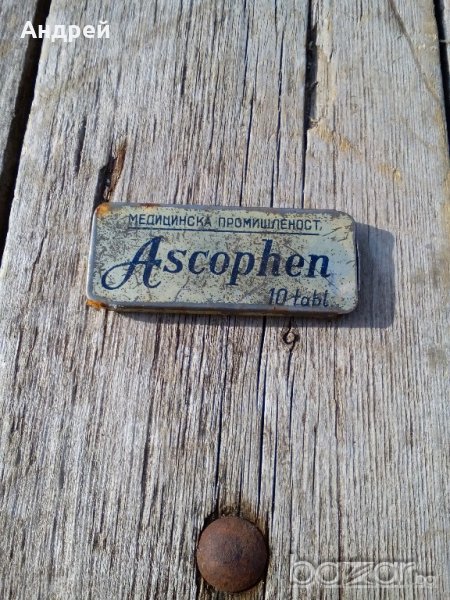 Андрей
МЕДИЦИНСКА ПРОМИШЛЕНОСТ.
Ascophen
10 tabl.
bazar.bg